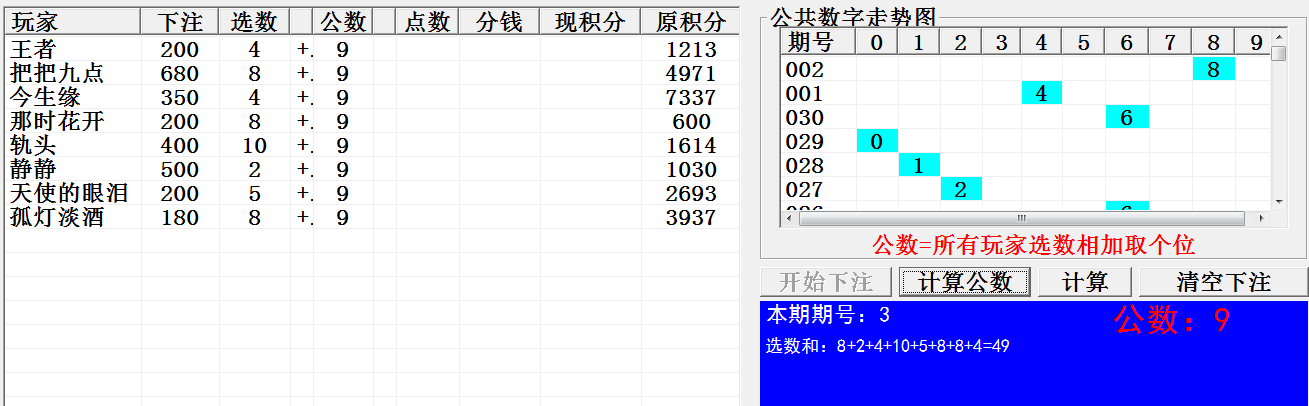 玩家 下注 选数 公数 点数 分钱 现积分 原积分
王者 200 4 +. 9 1213
把把九点 680 8 +. 9 4971
今生缘 350 4 +. 9 7337
那时花开 200 8 +. 9 600
轨头 400 10 +. 9 1614
静静 500 2 +. 9 1030
天使的眼泪 200 5 +. 9 2693
孤灯淡酒 180 8 +. 9 3937
公共数字走势图
期号 0 1 2 3 4 5 6 7 8 9
002 8
001 4
030 6
029 0
028 1
027 2
公数=所有玩家选数相加取个位
开始下注 计算公数 计算 清空下注
本期期号：3 公数：9
选数和：8+2+4+10+5+8+8+4=49